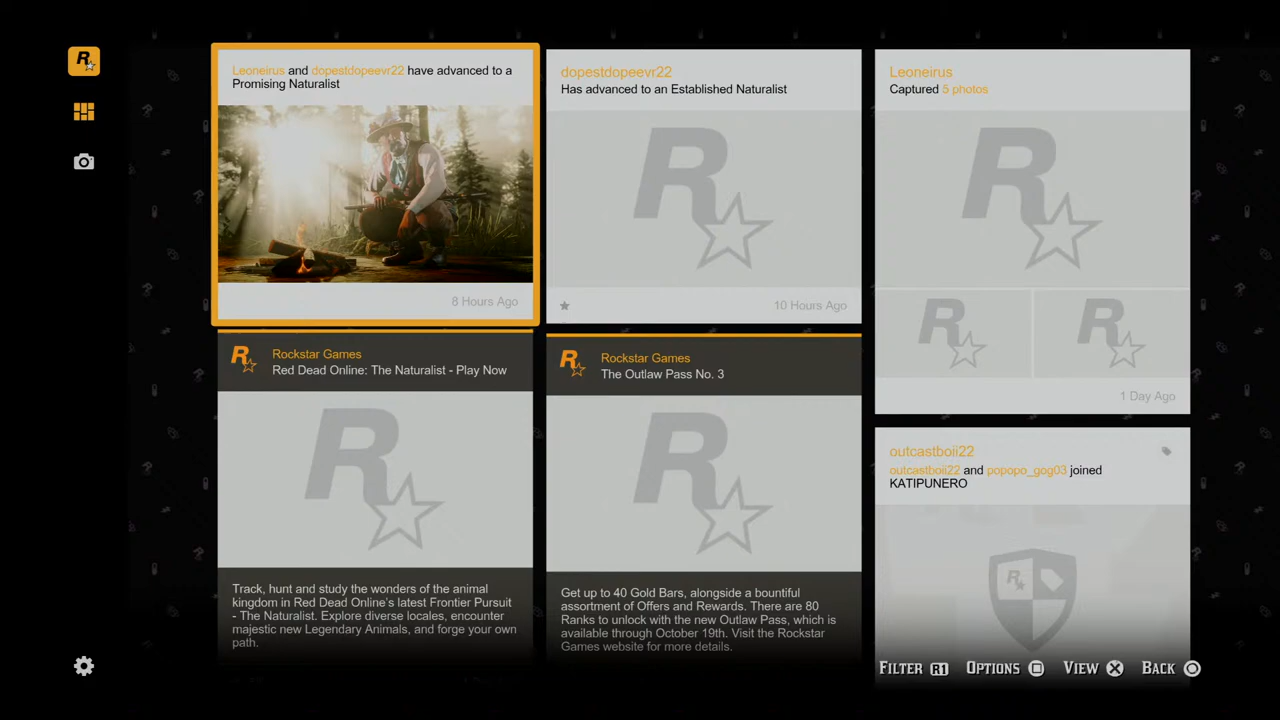 Leoneirus and dopestdopeevr22 have advanced to a
Promising Naturalist
8 Hours Ago
dopestdopeevr22
Has advanced to an Established Naturalist
10 Hours Ago
Leoneirus
Captured 5 photos
1 Day Ago
Rockstar Games
Red Dead Online: The Naturalist - Play Now
Track, hunt and study the wonders of the animal
kingdom in Red Dead Online's latest Frontier Pursuit
- The Naturalist. Explore diverse locales, encounter
majestic new Legendary Animals, and forge your own
path.
Rockstar Games
The Outlaw Pass No. 3
Get up to 40 Gold Bars, alongside a bountiful
assortment of Offers and Rewards. There are 80
Ranks to unlock with the new Outlaw Pass, which is
available through October 19th. Visit the Rockstar
Games website for more details.
outcastboii22
outcastboii22 and popopo_gog03 joined
KATIPUNERO
FILTER R1 OPTIONS VIEW BACK